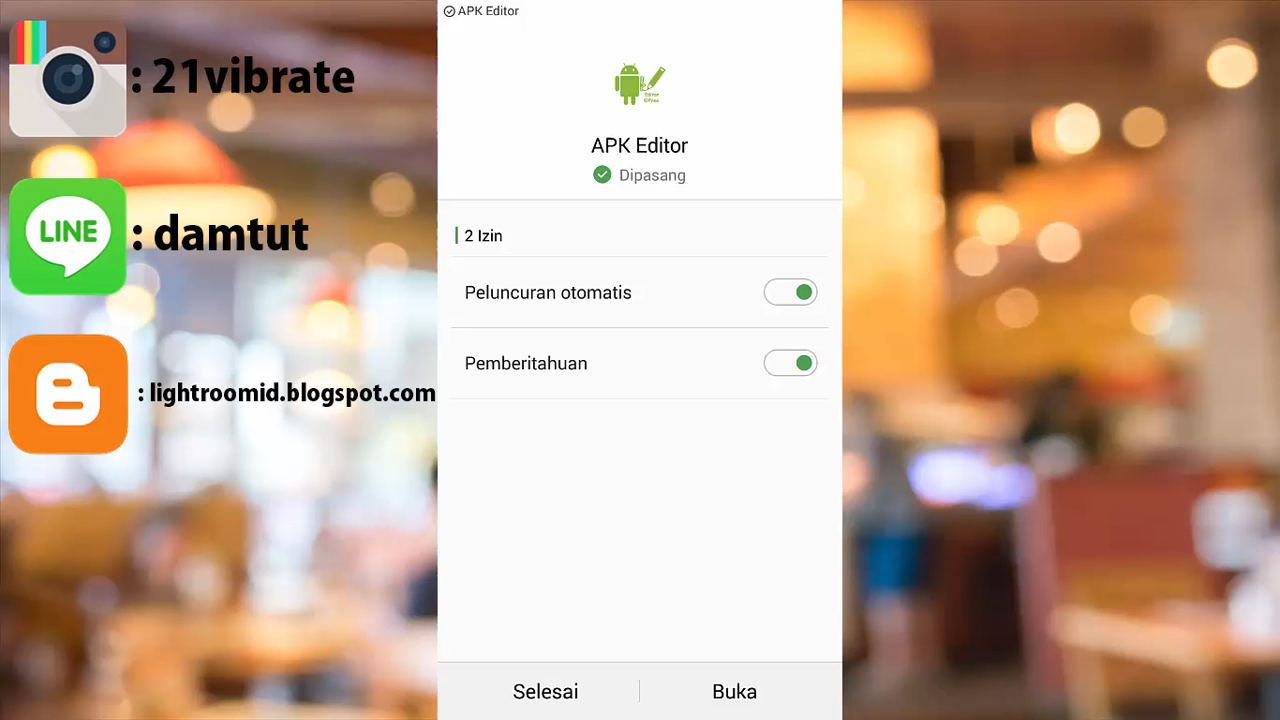 : 21vibrate
LINE
: damtut
: lightroomid.blogspot.com
APK Editor
APK Editor
Dipasang
2 Izin
Peluncuran otomatis
Pemberitahuan
Selesai
Buka